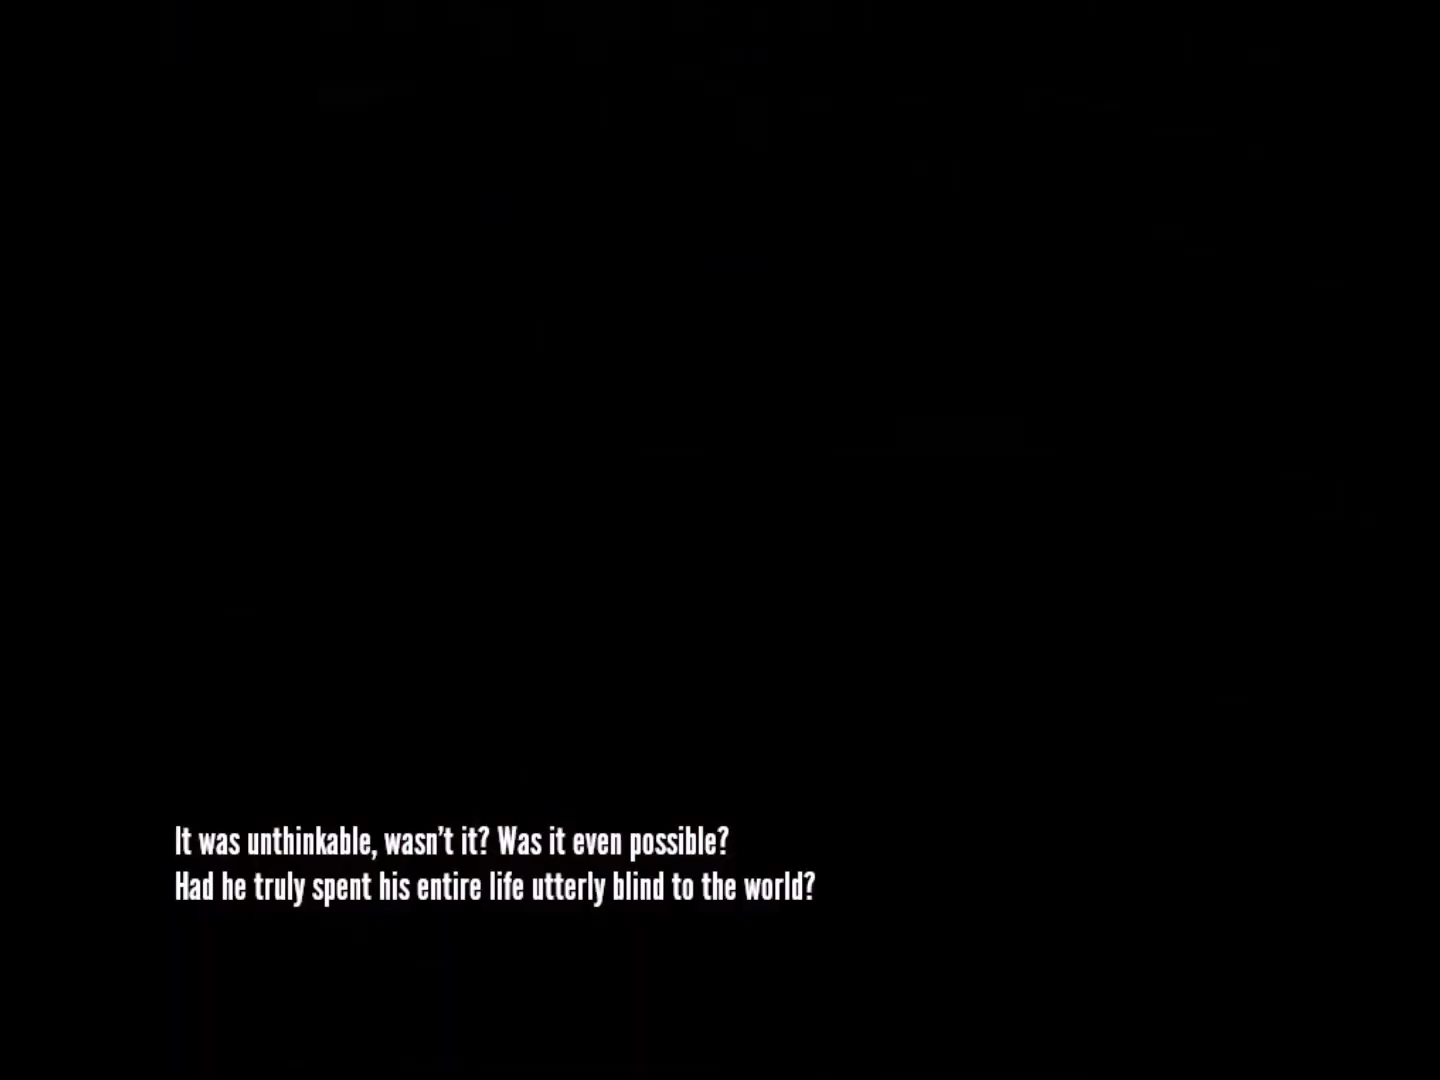 It was unthinkable, wasn’t it? Was it even possible?
Had he truly spent his entire life utterly blind to the world?